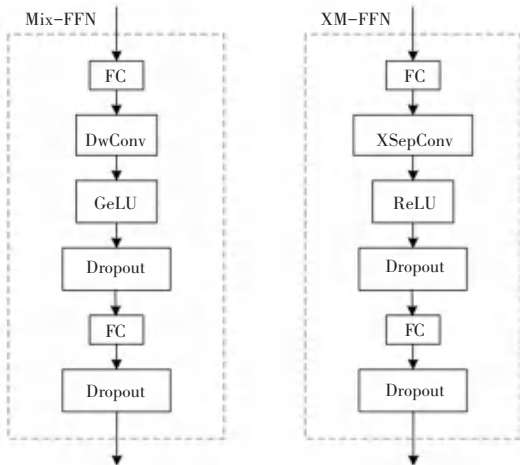 Mix-FFN
FC
DwConv
GeLU
Dropout
FC
Dropout
XM-FFN
FC
XSepConv
ReLU
Dropout
FC
Dropout